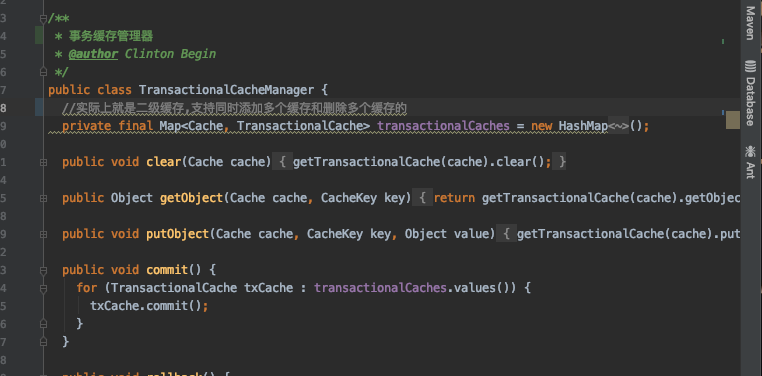 3 /**
4 * 事务缓存管理器
5 * @author Clinton Begin
6 */
7 public class TransactionalCacheManager {
8 //实际上就是二级缓存,支持同时添加多个缓存和删除多个缓存的
9 private final Map<Cache, TransactionalCache> transactionalCaches = new HashMap<~>();
0
1 public void clear(Cache cache) { getTransactionalCache(cache).clear(); }
4
5 public Object getObject(Cache cache, CacheKey key) { return getTransactionalCache(cache).getObjec
8
9 public void putObject(Cache cache, CacheKey key, Object value) { getTransactionalCache(cache).put
2
3 public void commit() {
4 for (TransactionalCache txCache : transactionalCaches.values()) {
5 txCache.commit();
6 }
7 }
8
Maven
Database
Ant